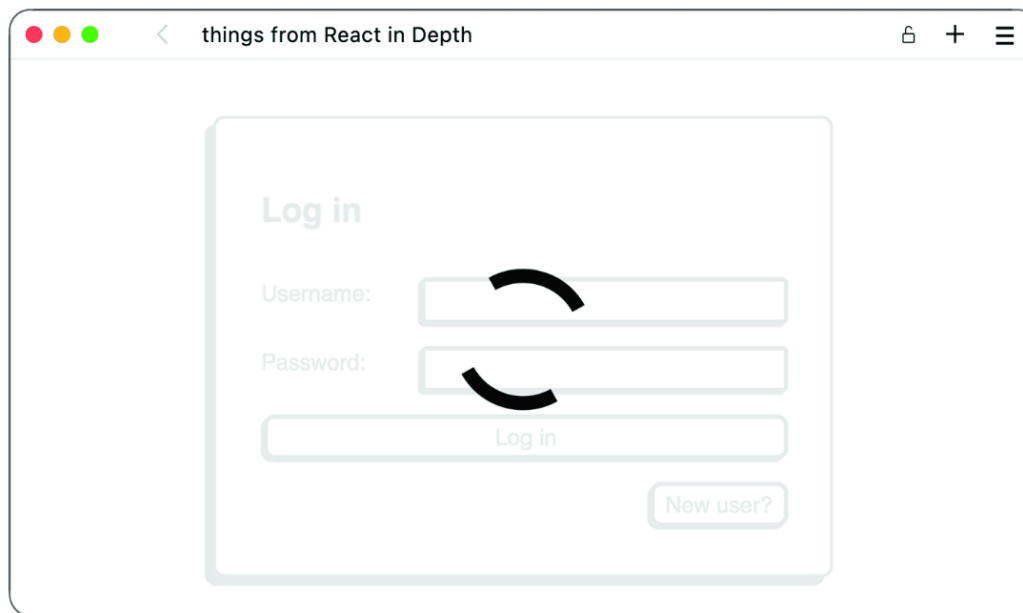 things from React in Depth
Log in
Username:
Password:
Log in
New user?